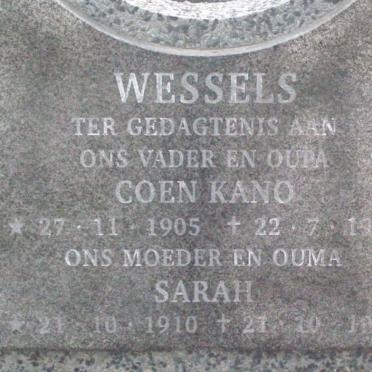 WESSELS
TER GEDAGTENIS AAN
ONS VADER EN OUPA
COEN KANO
★ 27 · 11 · 1905 ✝ 22 · 7 ·
ONS MOEDER EN OUMA
SARAH
★ 21 · 10 · 1910 ✝ 21 · 10 ·